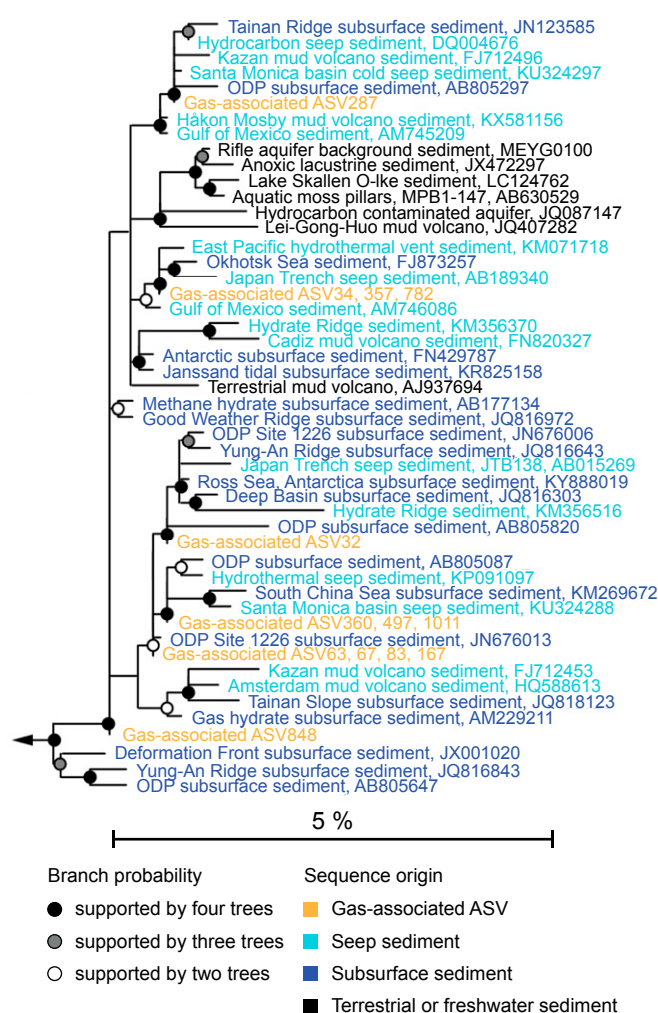 Tainan Ridge subsurface sediment, JN123585
Hydrocarbon seep sediment, DQ004676
Kazan mud volcano sediment, FJ712496
Santa Monica basin cold seep sediment, KU324297
ODP subsurface sediment, AB805297
Gas-associated ASV287
Håkon Mosby mud volcano sediment, KX581156
Gulf of Mexico sediment, AM745209
Rifle aquifer background sediment, MEYG0100
Anoxic lacustrine sediment, JX472297
Lake Skallen O-lke sediment, LC124762
Aquatic moss pillars, MPB1-147, AB630529
Hydrocarbon contaminated aquifer, JQ087147
Lei-Gong-Huo mud volcano, JQ407282
East Pacific hydrothermal vent sediment, KM071718
Okhotsk Sea sediment, FJ873257
Japan Trench seep sediment, AB189340
Gas-associated ASV34, 357, 782
Gulf of Mexico sediment, AM746086
Hydrate Ridge sediment, KM356370
Cadiz mud volcano sediment, FN820327
Antarctic subsurface sediment, FN429787
Janssand tidal subsurface sediment, KR825158
Terrestrial mud volcano, AJ937694
Methane hydrate subsurface sediment, AB177134
Good Weather Ridge subsurface sediment, JQ816972
ODP Site 1226 subsurface sediment, JN676006
Yung-An Ridge subsurface sediment, JQ816643
Japan Trench seep sediment, JTB138, AB015269
Ross Sea, Antarctica subsurface sediment, KY888019
Deep Basin subsurface sediment, JQ816303
Hydrate Ridge sediment, KM356516
ODP subsurface sediment, AB805820
Gas-associated ASV32
ODP subsurface sediment, AB805087
Hydrothermal seep sediment, KP091097
South China Sea subsurface sediment, KM269672
Santa Monica basin seep sediment, KU324288
Gas-associated ASV360, 497, 1011
ODP Site 1226 subsurface sediment, JN676013
Gas-associated ASV63, 67, 83, 167
Kazan mud volcano sediment, FJ712453
Amsterdam mud volcano sediment, HQ588613
Tainan Slope subsurface sediment, JQ818123
Gas hydrate subsurface sediment, AM229211
Gas-associated ASV848
Deformation Front subsurface sediment, JX001020
Yung-An Ridge subsurface sediment, JQ816843
ODP subsurface sediment, AB805647
5 %
Branch probability
supported by four trees
supported by three trees
supported by two trees
Sequence origin
Gas-associated ASV
Seep sediment
Subsurface sediment
Terrestrial or freshwater sediment